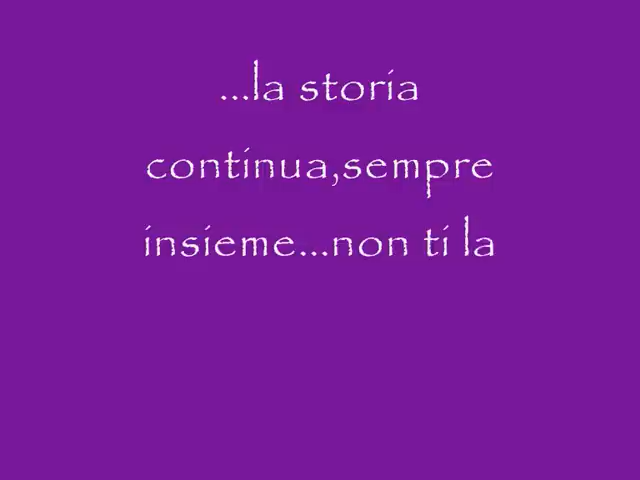 ...la storia
continua,sempre
insieme...non ti la